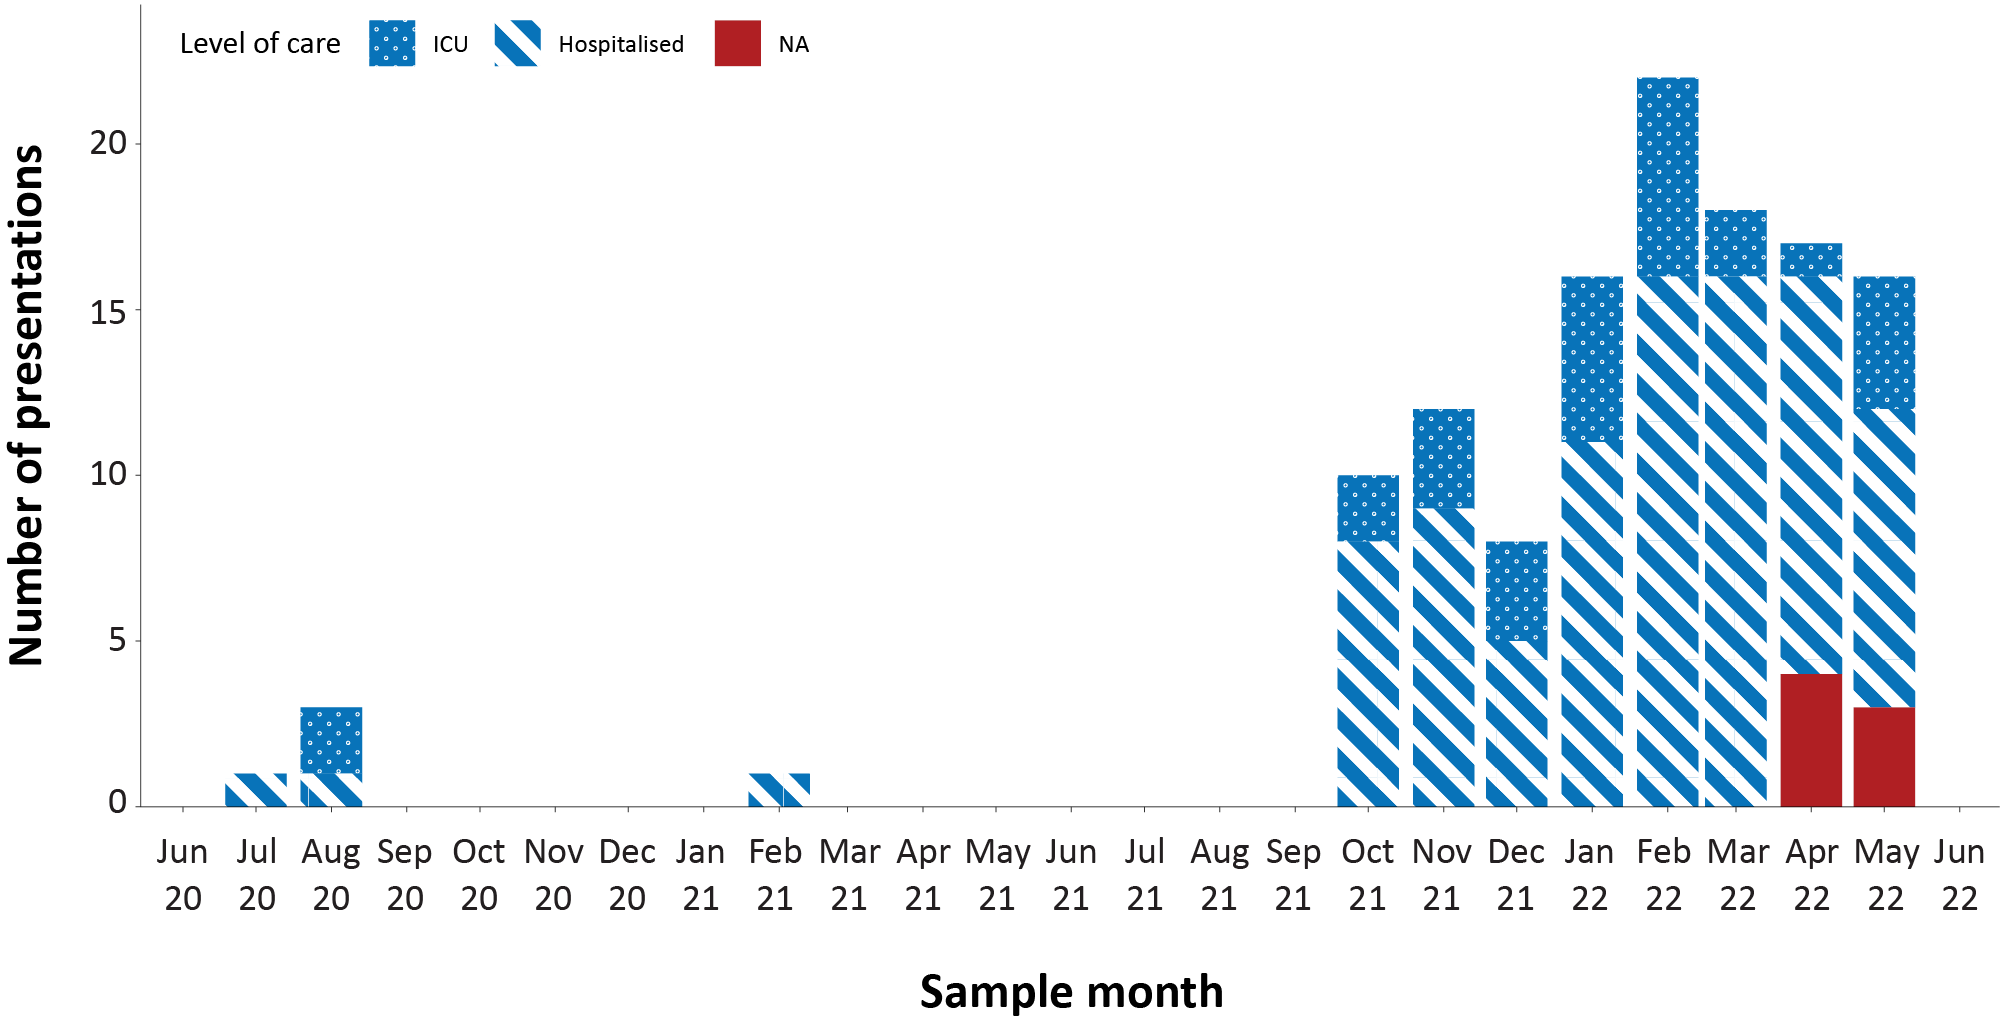 Level of care ICU Hospitalised NA
Number of presentations
20
15
10
5
0
Jun Jul Aug Sep Oct Nov Dec Jan Feb Mar Apr May Jun Jul Aug Sep Oct Nov Dec Jan Feb Mar Apr May Jun
20 20 20 20 20 20 20 21 21 21 21 21 21 21 21 21 21 21 21 22 22 22 22 22 22
Sample month